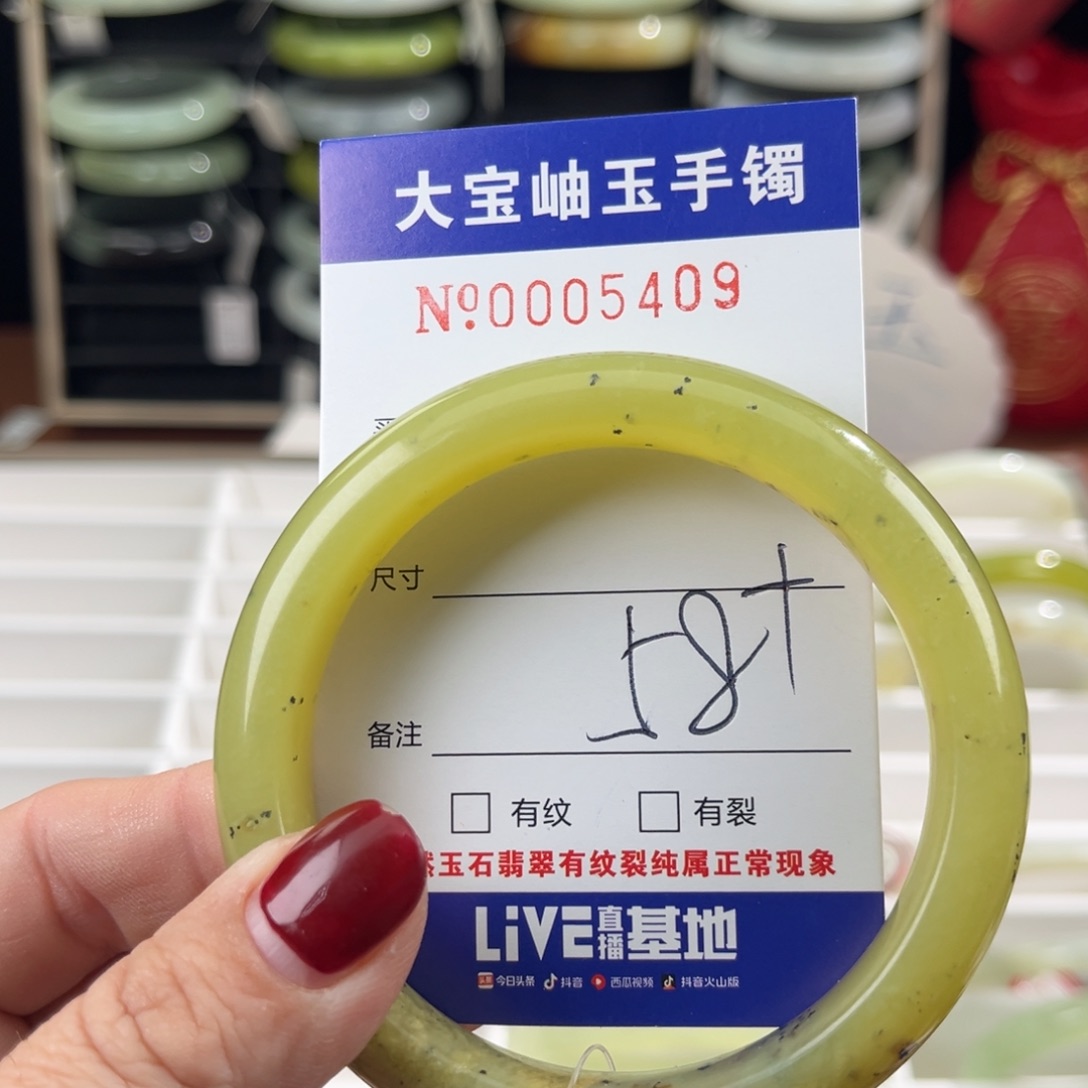 大宝岫玉手镯
Nº:0005409
尺寸
58+
备注
有纹 有裂
玉石翡翠有纹裂纯属正常现象
LiVE直播基地
今日头条 抖音 西瓜视频 抖音火山版